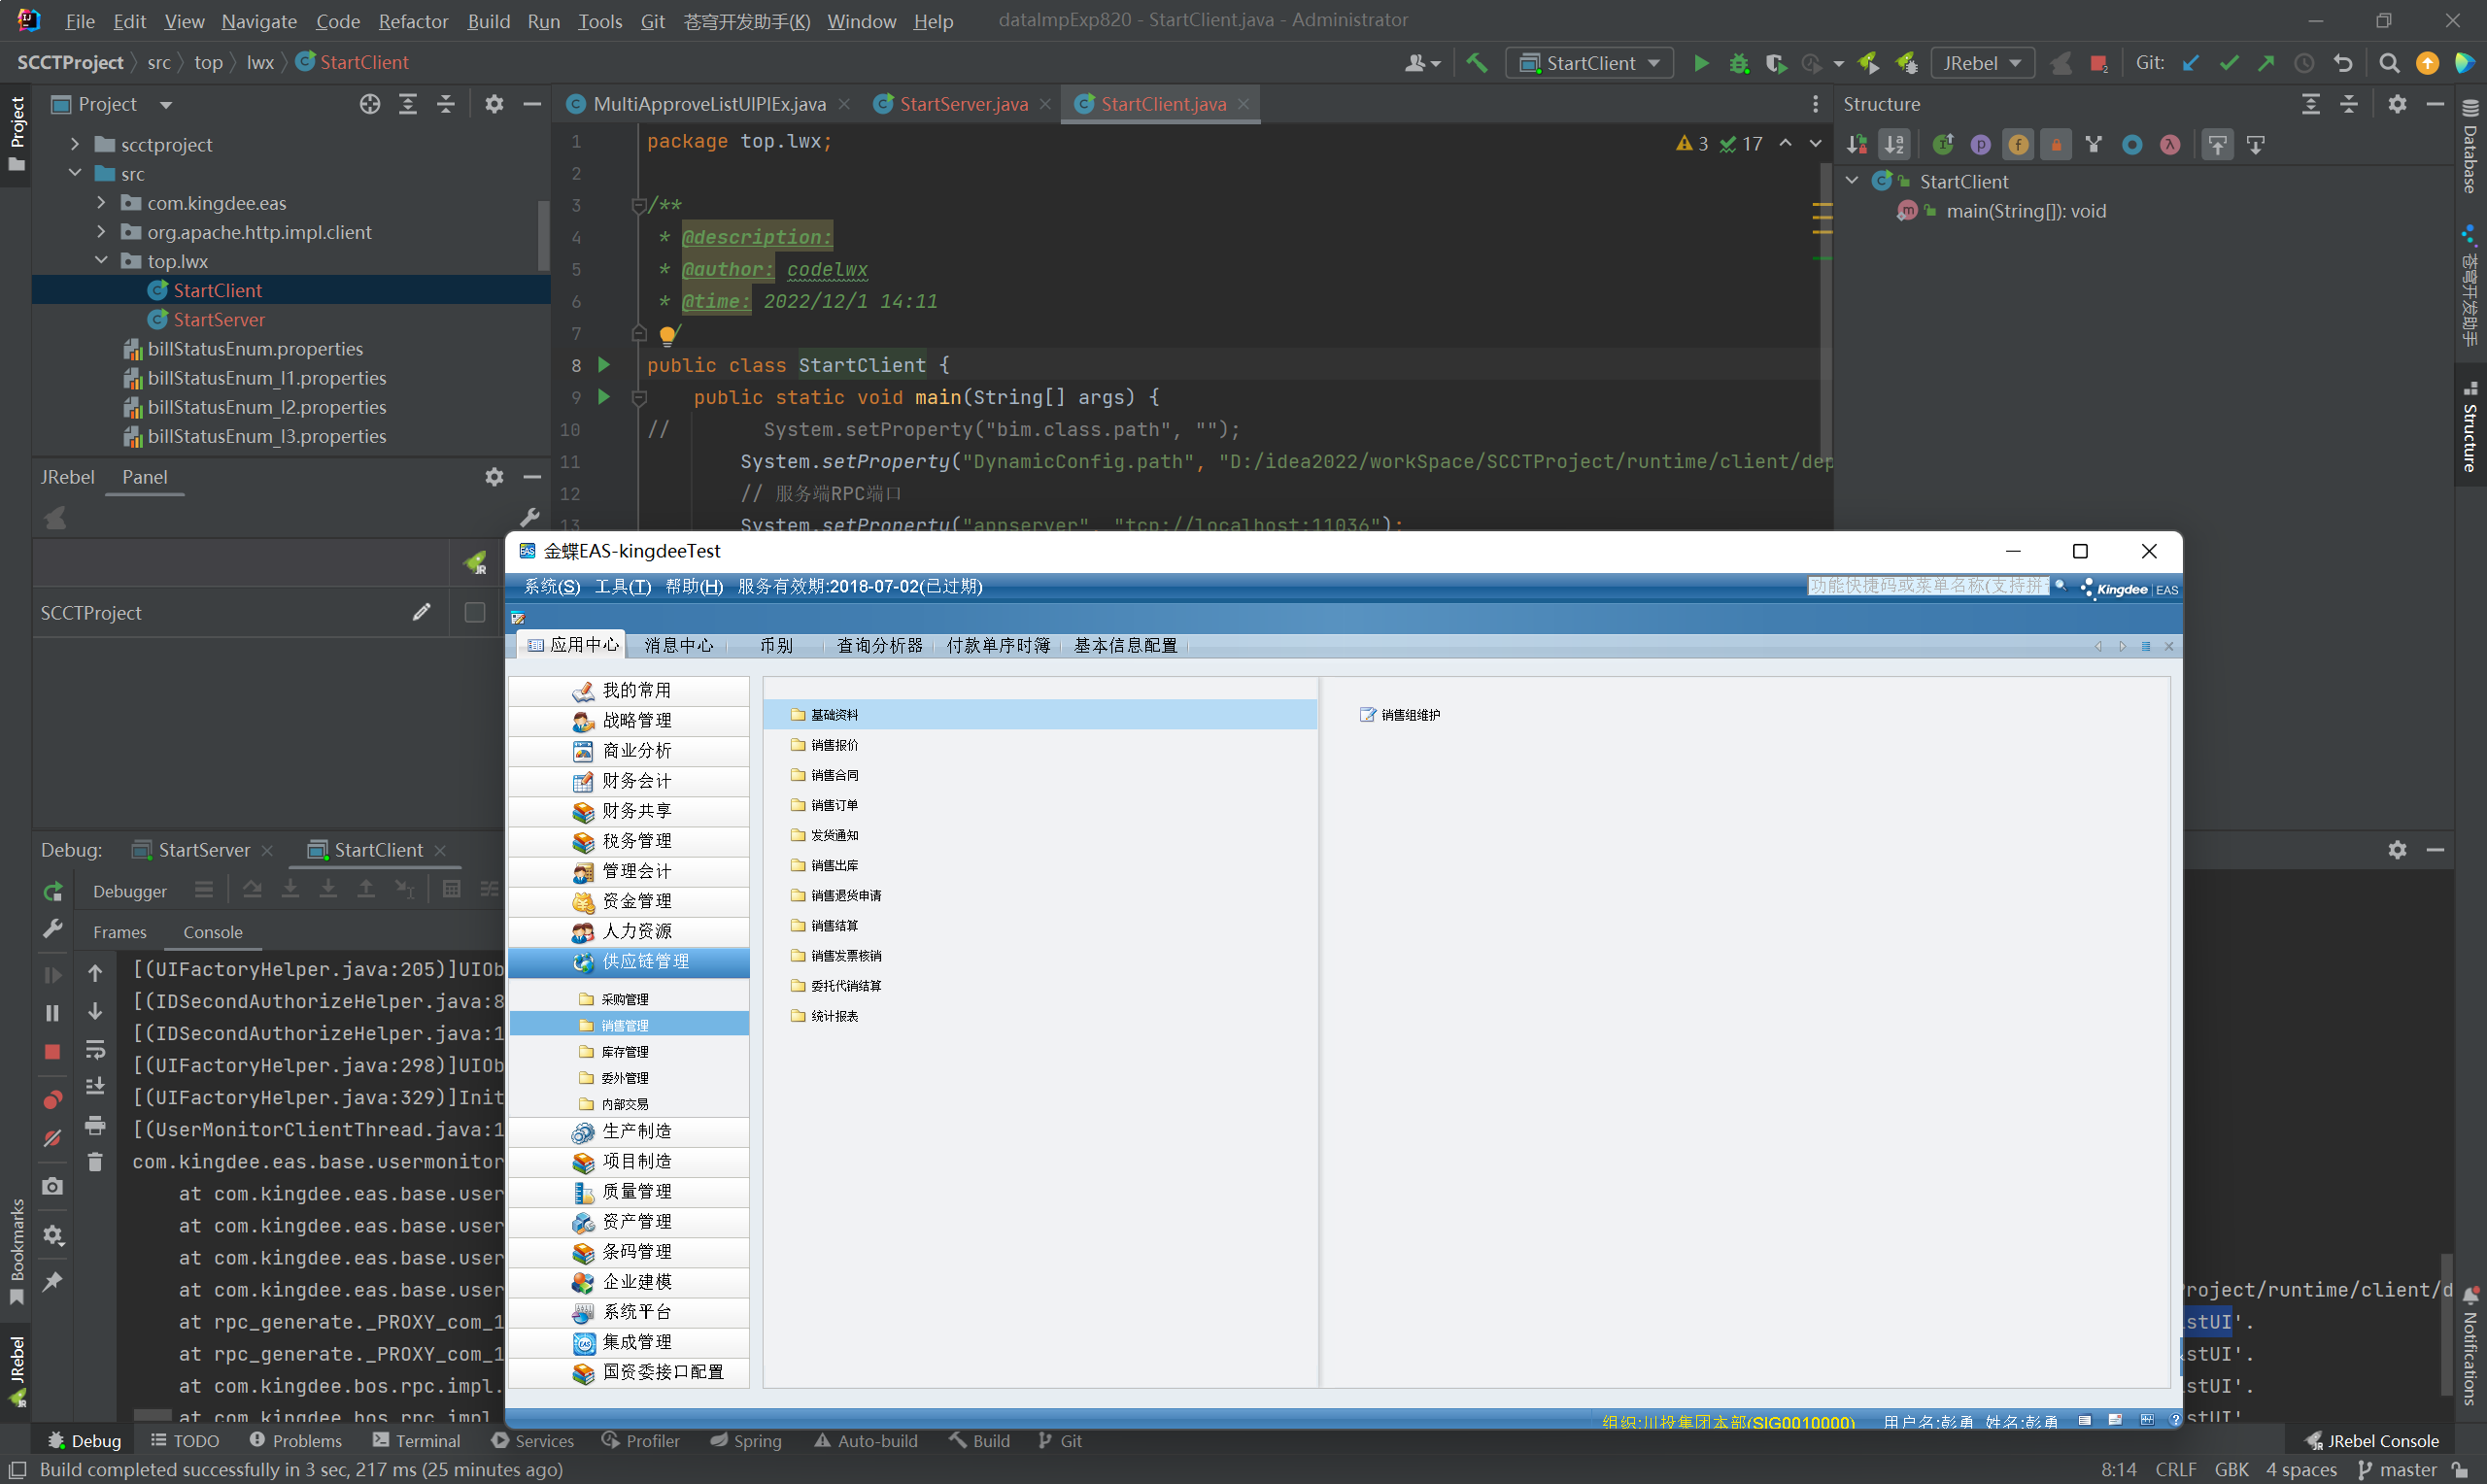 File Edit View Navigate Code Refactor Build Run Tools Git 苍穹开发助手(K) Window Help dataImpExp820 - StartClient.java - Administrator
SCCTProject src top lwx StartClient
StartClient JRebel Git:
Project
MultiApproveListUIPIEx.java StartServer.java StartClient.java
Structure
Project
scctproject
src
com.kingdee.eas
org.apache.http.impl.client
top.lwx
StartClient
StartServer
billStatusEnum.properties
billStatusEnum_l1.properties
billStatusEnum_l2.properties
billStatusEnum_l3.properties
1 package top.lwx;
2
3 /**
4 * @description:
5 * @author: codelwx
6 * @time: 2022/12/1 14:11
7
8 public class StartClient {
9 public static void main(String[] args) {
10 // System.setProperty("bim.class.path", "");
11 System.setProperty("DynamicConfig.path", "D:/idea2022/workSpace/SCCTProject/runtime/client/dep
12 // 服务端RPC端口
13 System.setProperty("appserver", "tcp://localhost:11036");
3 17
StartClient
main(String[]): void
Database
苍穹开发助手
Structure
Notifications
JRebel Panel
SCCTProject
金蝶EAS-kingdeeTest
系统(S) 工具(T) 帮助(H) 服务有效期:2018-07-02(已过期)
功能快捷码或菜单名称(支持拼
Kingdee EAS
应用中心 消息中心 币别 查询分析器 付款单序时簿 基本信息配置
我的常用
战略管理
商业分析
财务会计
财务共享
税务管理
管理会计
资金管理
人力资源
供应链管理
采购管理
销售管理
库存管理
委外管理
内部交易
生产制造
项目制造
质量管理
资产管理
条码管理
企业建模
系统平台
集成管理
国资委接口配置
基础资料
销售报价
销售合同
销售订单
发货通知
销售出库
销售退货申请
销售结算
销售发票核销
委托代销结算
统计报表
销售组维护
组织:川投集团本部(SIG0010000) 用户名:彭勇 姓名:彭勇
Debug: StartServer StartClient
Debugger
Frames Console
[(UIFactoryHelper.java:205)]UIOb
[(IDSecondAuthorizeHelper.java:8
[(IDSecondAuthorizeHelper.java:1
[(UIFactoryHelper.java:298)]UIOb
[(UIFactoryHelper.java:329)]Init
[(UserMonitorClientThread.java:1
com.kingdee.eas.base.usermonitor
at com.kingdee.eas.base.user
at com.kingdee.eas.base.user
at com.kingdee.eas.base.user
at com.kingdee.eas.base.user
at rpc_generate._PROXY_com_1
at rpc_generate._PROXY_com_1
at com.kingdee.bos.rpc.impl.
at com.kingdee.bos.rpc.impl
roject/runtime/client/d
stUI'.
stUI'.
stUI'.
stUI'.
Bookmarks
JRebel
Debug TODO Problems Terminal Services Profiler Spring Auto-build Build Git JRebel Console
Build completed successfully in 3 sec, 217 ms (25 minutes ago) 8:14 CRLF GBK 4 spaces master